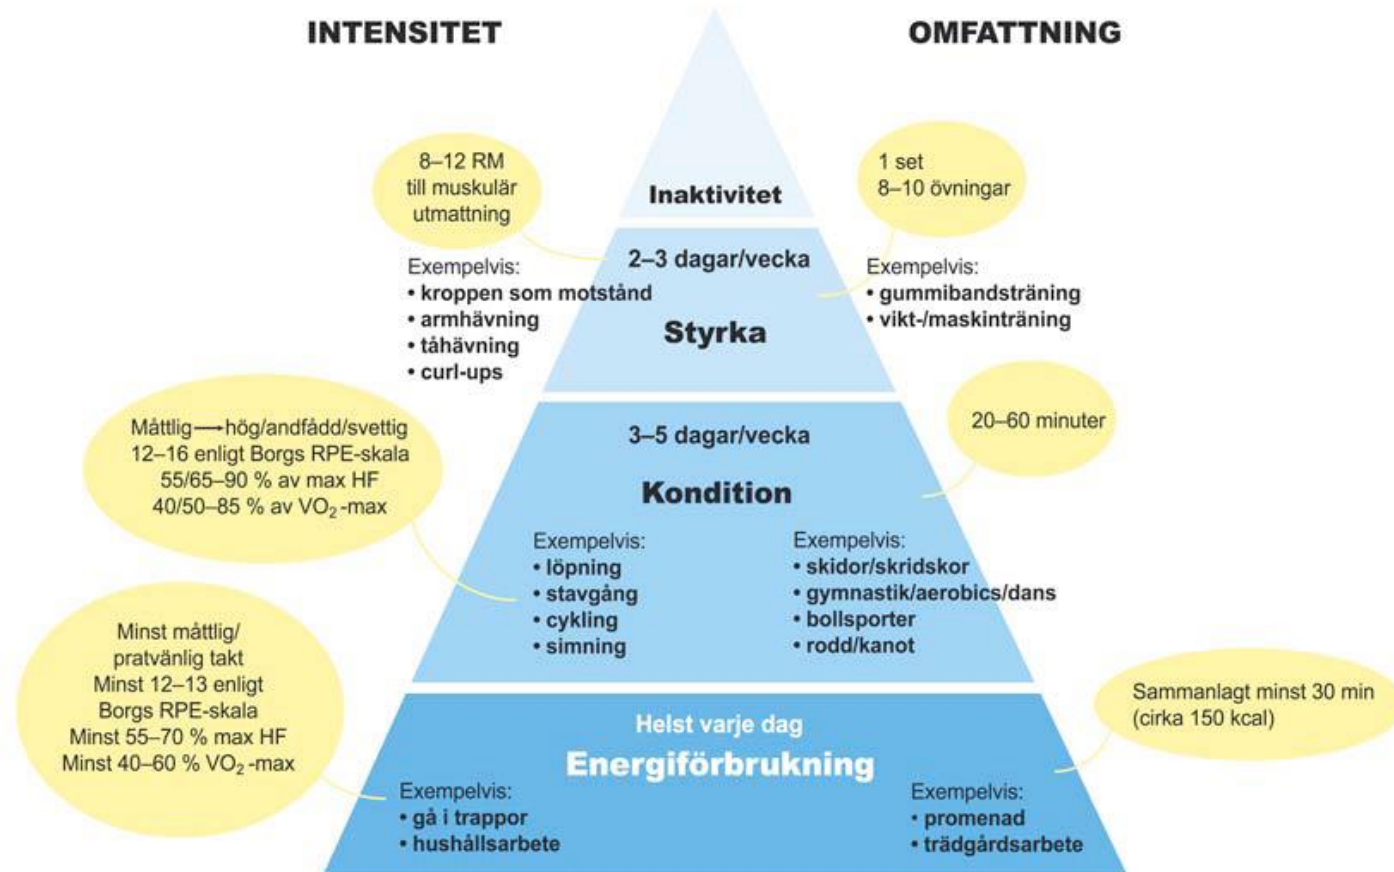 INTENSITET
OMFATTNING
8–12 RM
till muskulär
utmattning
1 set
8–10 övningar
Inaktivitet
2–3 dagar/vecka
Styrka
Exempelvis:
• kroppen som motstånd
• armhävning
• tåhävning
• curl-ups
Exempelvis:
• gummibandsträning
• vikt-/maskinträning
Måttlig⟶hög/andfådd/svettig
12–16 enligt Borgs RPE-skala
55/65–90 % av max HF
40/50–85 % av VO₂-max
20–60 minuter
3–5 dagar/vecka
Kondition
Exempelvis:
• löpning
• stavgång
• cykling
• simning
Exempelvis:
• skidor/skridskor
• gymnastik/aerobics/dans
• bollsporter
• rodd/kanot
Minst måttlig/
pratvänlig takt
Minst 12–13 enligt
Borgs RPE-skala
Minst 55–70 % max HF
Minst 40–60 % VO₂-max
Sammanlagt minst 30 min
(cirka 150 kcal)
Helst varje dag
Energiförbrukning
Exempelvis:
• gå i trappor
• hushållsarbete
Exempelvis:
• promenad
• trädgårdsarbete